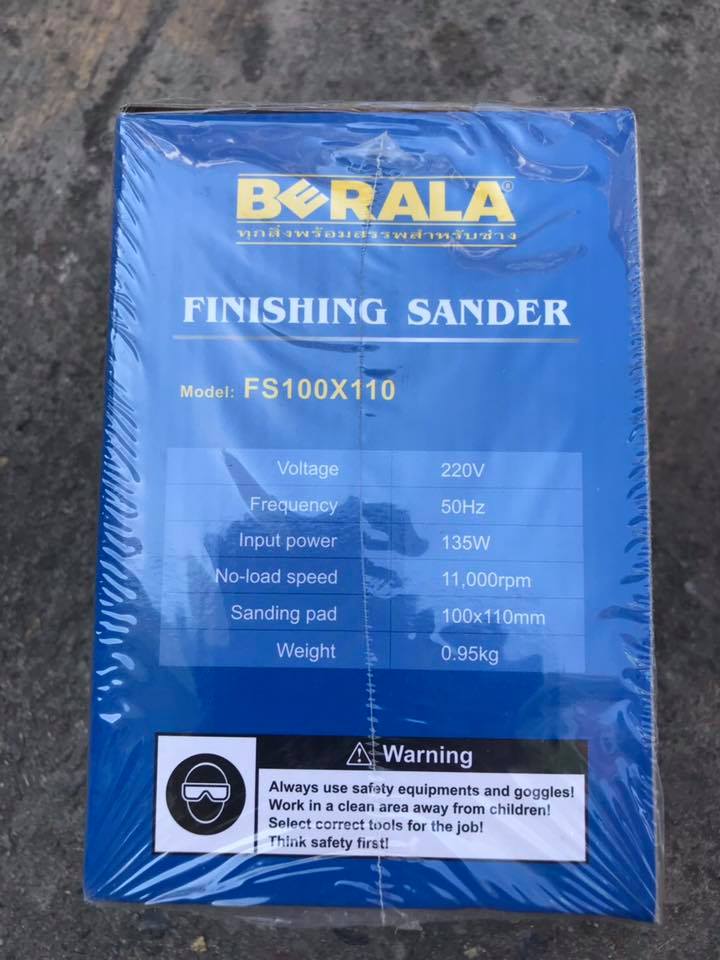 BERALA®
ทุกสิ่งพร้อมสรรพสำหรับช่าง
FINISHING SANDER
Model: FS100X110
Voltage 220V
Frequency 50Hz
Input power 135W
No-load speed 11,000rpm
Sanding pad 100x110mm
Weight 0.95kg
Warning
Always use safety equipments and goggles!
Work in a clean area away from children!
Select correct tools for the job!
Think safety first!